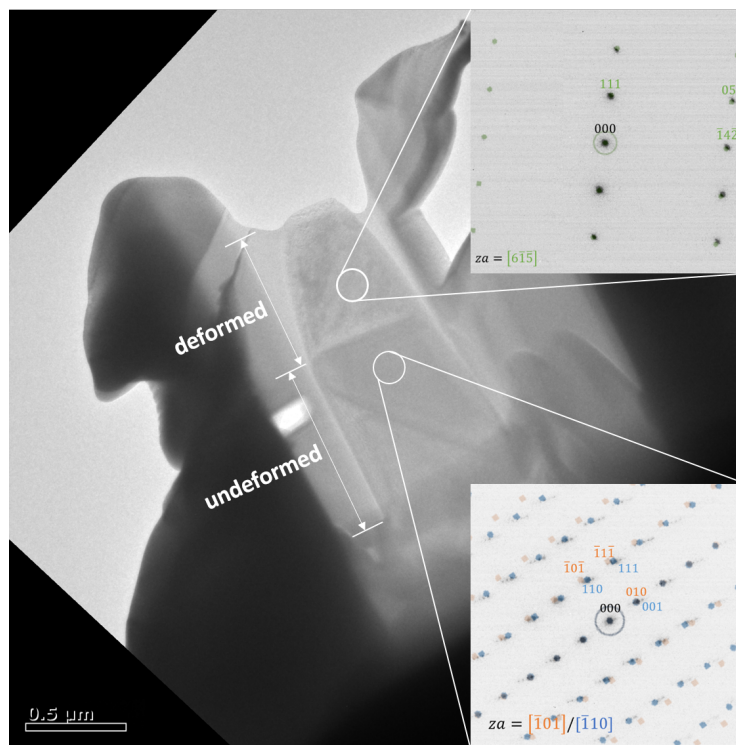 111
05
000
1̄42̄
za = [61̄5̄]
deformed
undeformed
1̄11̄
1̄01̄
111
110
010
000
001
0.5 µm
za = [1̄01̄]/[1̄10]